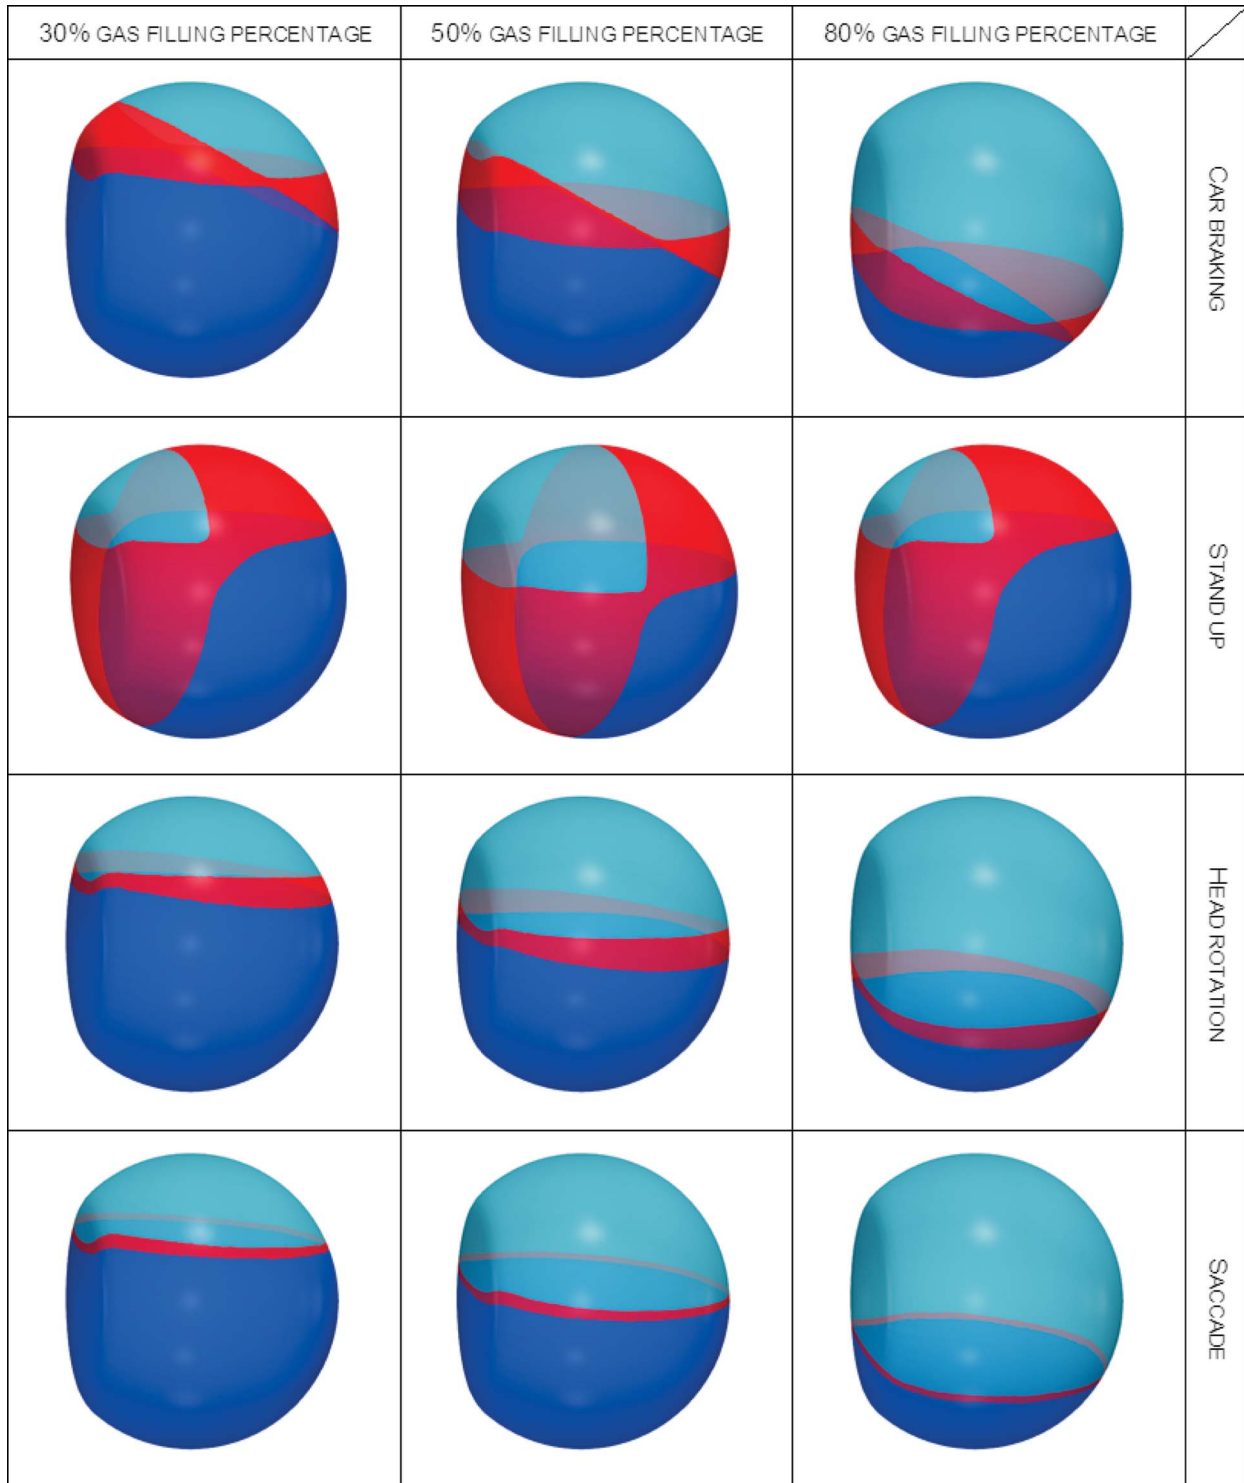 30% GAS FILLING PERCENTAGE
50% GAS FILLING PERCENTAGE
80% GAS FILLING PERCENTAGE
CAR BRAKING
STAND UP
HEAD ROTATION
SACCADE